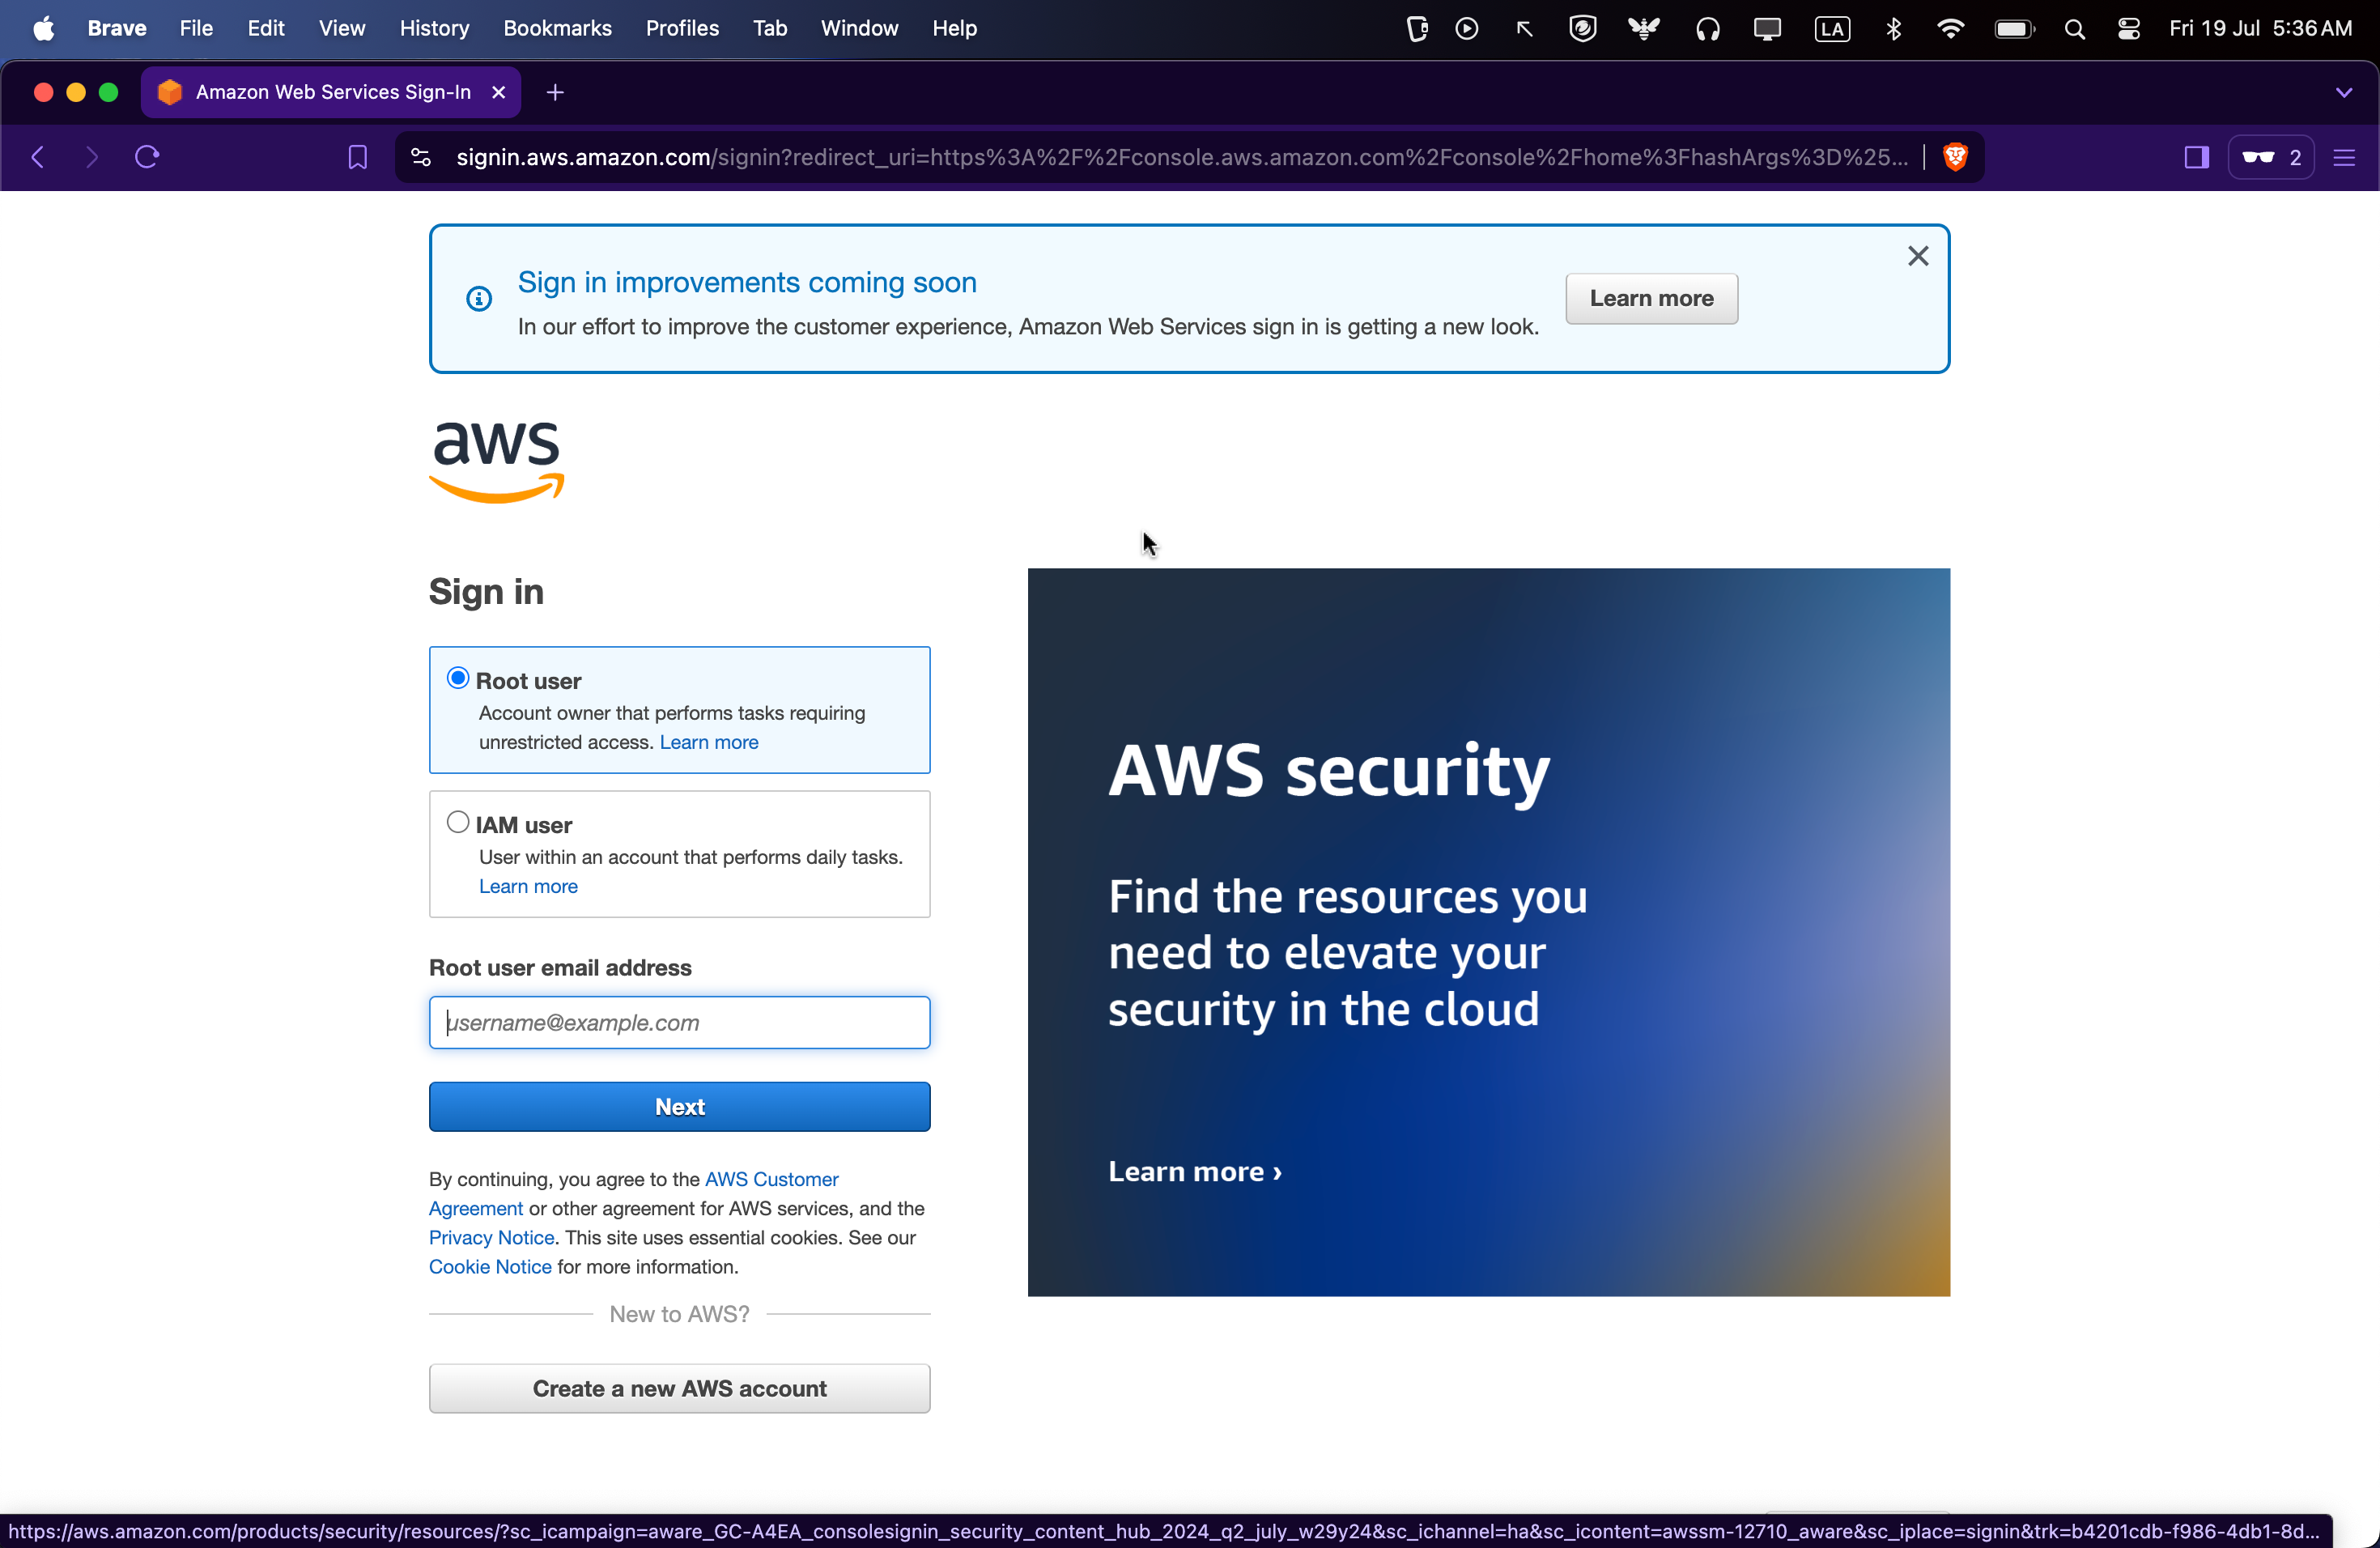 Brave File Edit View History Bookmarks Profiles Tab Window Help LA Fri 19 Jul 5:36 AM
Amazon Web Services Sign-In
signin.aws.amazon.com/signin?redirect_uri=https%3A%2F%2Fconsole.aws.amazon.com%2Fconsole%2Fhome%3FhashArgs%3D%25... 2
Sign in improvements coming soon
In our effort to improve the customer experience, Amazon Web Services sign in is getting a new look.
Learn more
aws
Sign in
Root user
Account owner that performs tasks requiring
unrestricted access. Learn more
IAM user
User within an account that performs daily tasks.
Learn more
Root user email address
username@example.com
Next
By continuing, you agree to the AWS Customer
Agreement or other agreement for AWS services, and the
Privacy Notice. This site uses essential cookies. See our
Cookie Notice for more information.
New to AWS?
Create a new AWS account
AWS security
Find the resources you
need to elevate your
security in the cloud
Learn more ›
https://aws.amazon.com/products/security/resources/?sc_icampaign=aware_GC-A4EA_consolesignin_security_content_hub_2024_q2_july_w29y24&sc_ichannel=ha&sc_icontent=awssm-12710_aware&sc_iplace=signin&trk=b4201cdb-f986-4db1-8d...